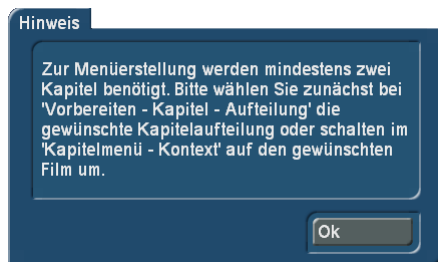 Hinweis
Zur Menüerstellung werden mindestens zwei
Kapitel benötigt. Bitte wählen Sie zunächst bei
'Vorbereiten - Kapitel - Aufteilung' die
gewünschte Kapitelaufteilung oder schalten im
'Kapitelmenü - Kontext' auf den gewünschten
Film um.
Ok